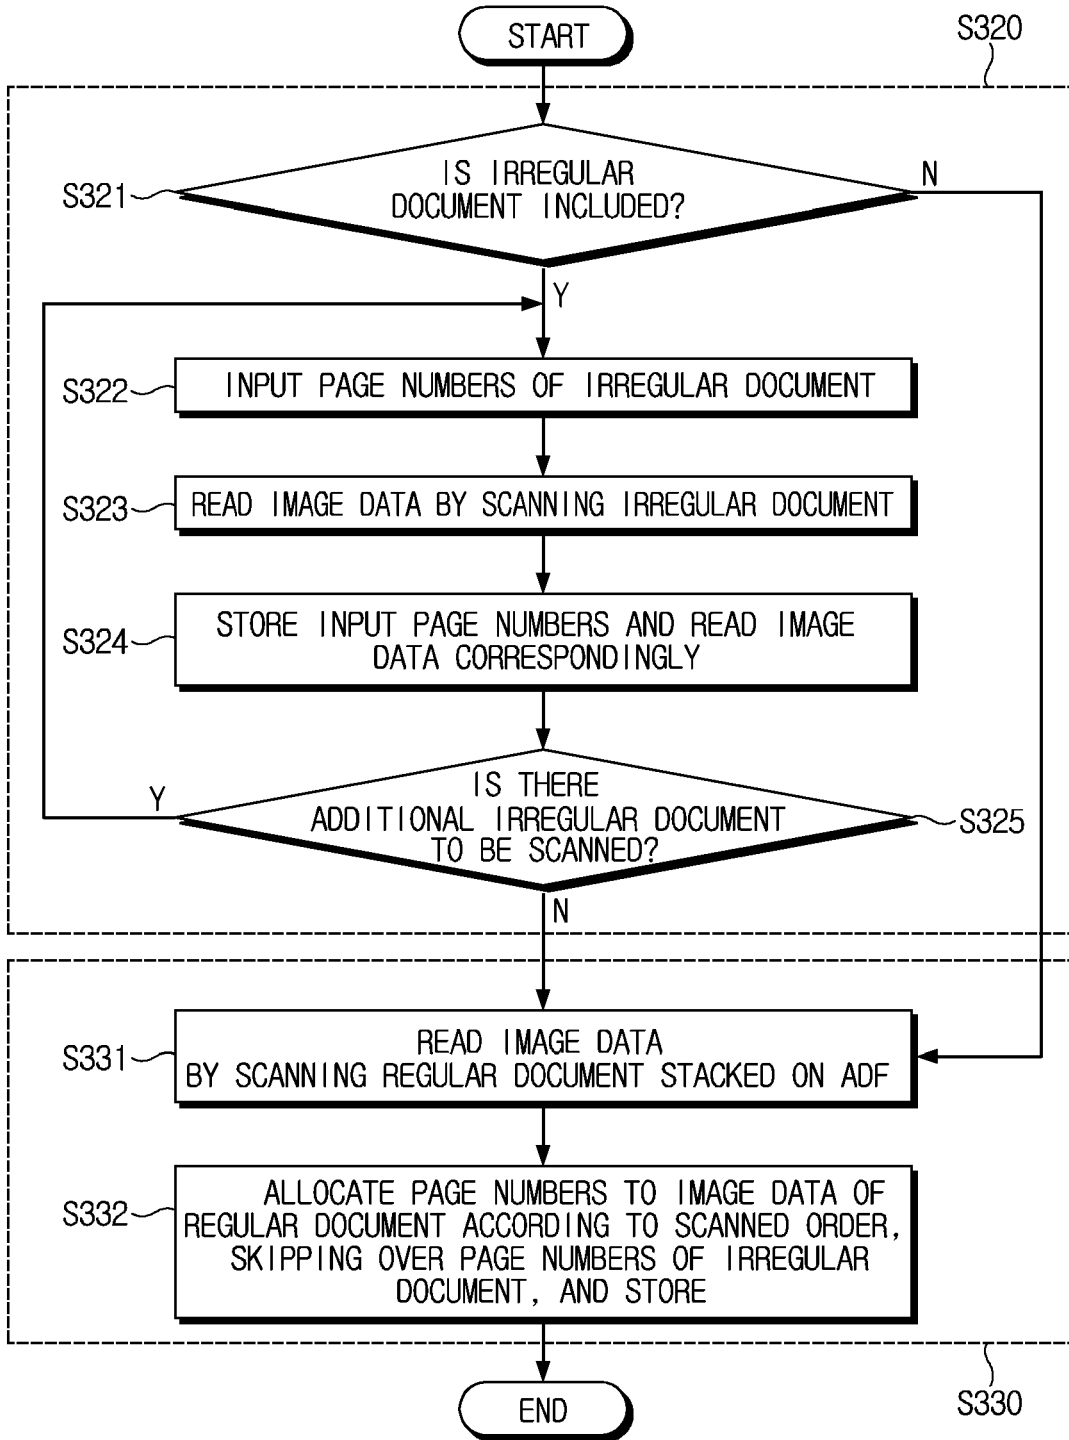 START
S320
S321
IS IRREGULAR
DOCUMENT INCLUDED?
N
Y
S322
INPUT PAGE NUMBERS OF IRREGULAR DOCUMENT
S323
READ IMAGE DATA BY SCANNING IRREGULAR DOCUMENT
S324
STORE INPUT PAGE NUMBERS AND READ IMAGE
DATA CORRESPONDINGLY
Y
IS THERE
ADDITIONAL IRREGULAR DOCUMENT
TO BE SCANNED?
S325
N
S331
READ IMAGE DATA
BY SCANNING REGULAR DOCUMENT STACKED ON ADF
S332
ALLOCATE PAGE NUMBERS TO IMAGE DATA OF
REGULAR DOCUMENT ACCORDING TO SCANNED ORDER,
SKIPPING OVER PAGE NUMBERS OF IRREGULAR
DOCUMENT, AND STORE
END
S330